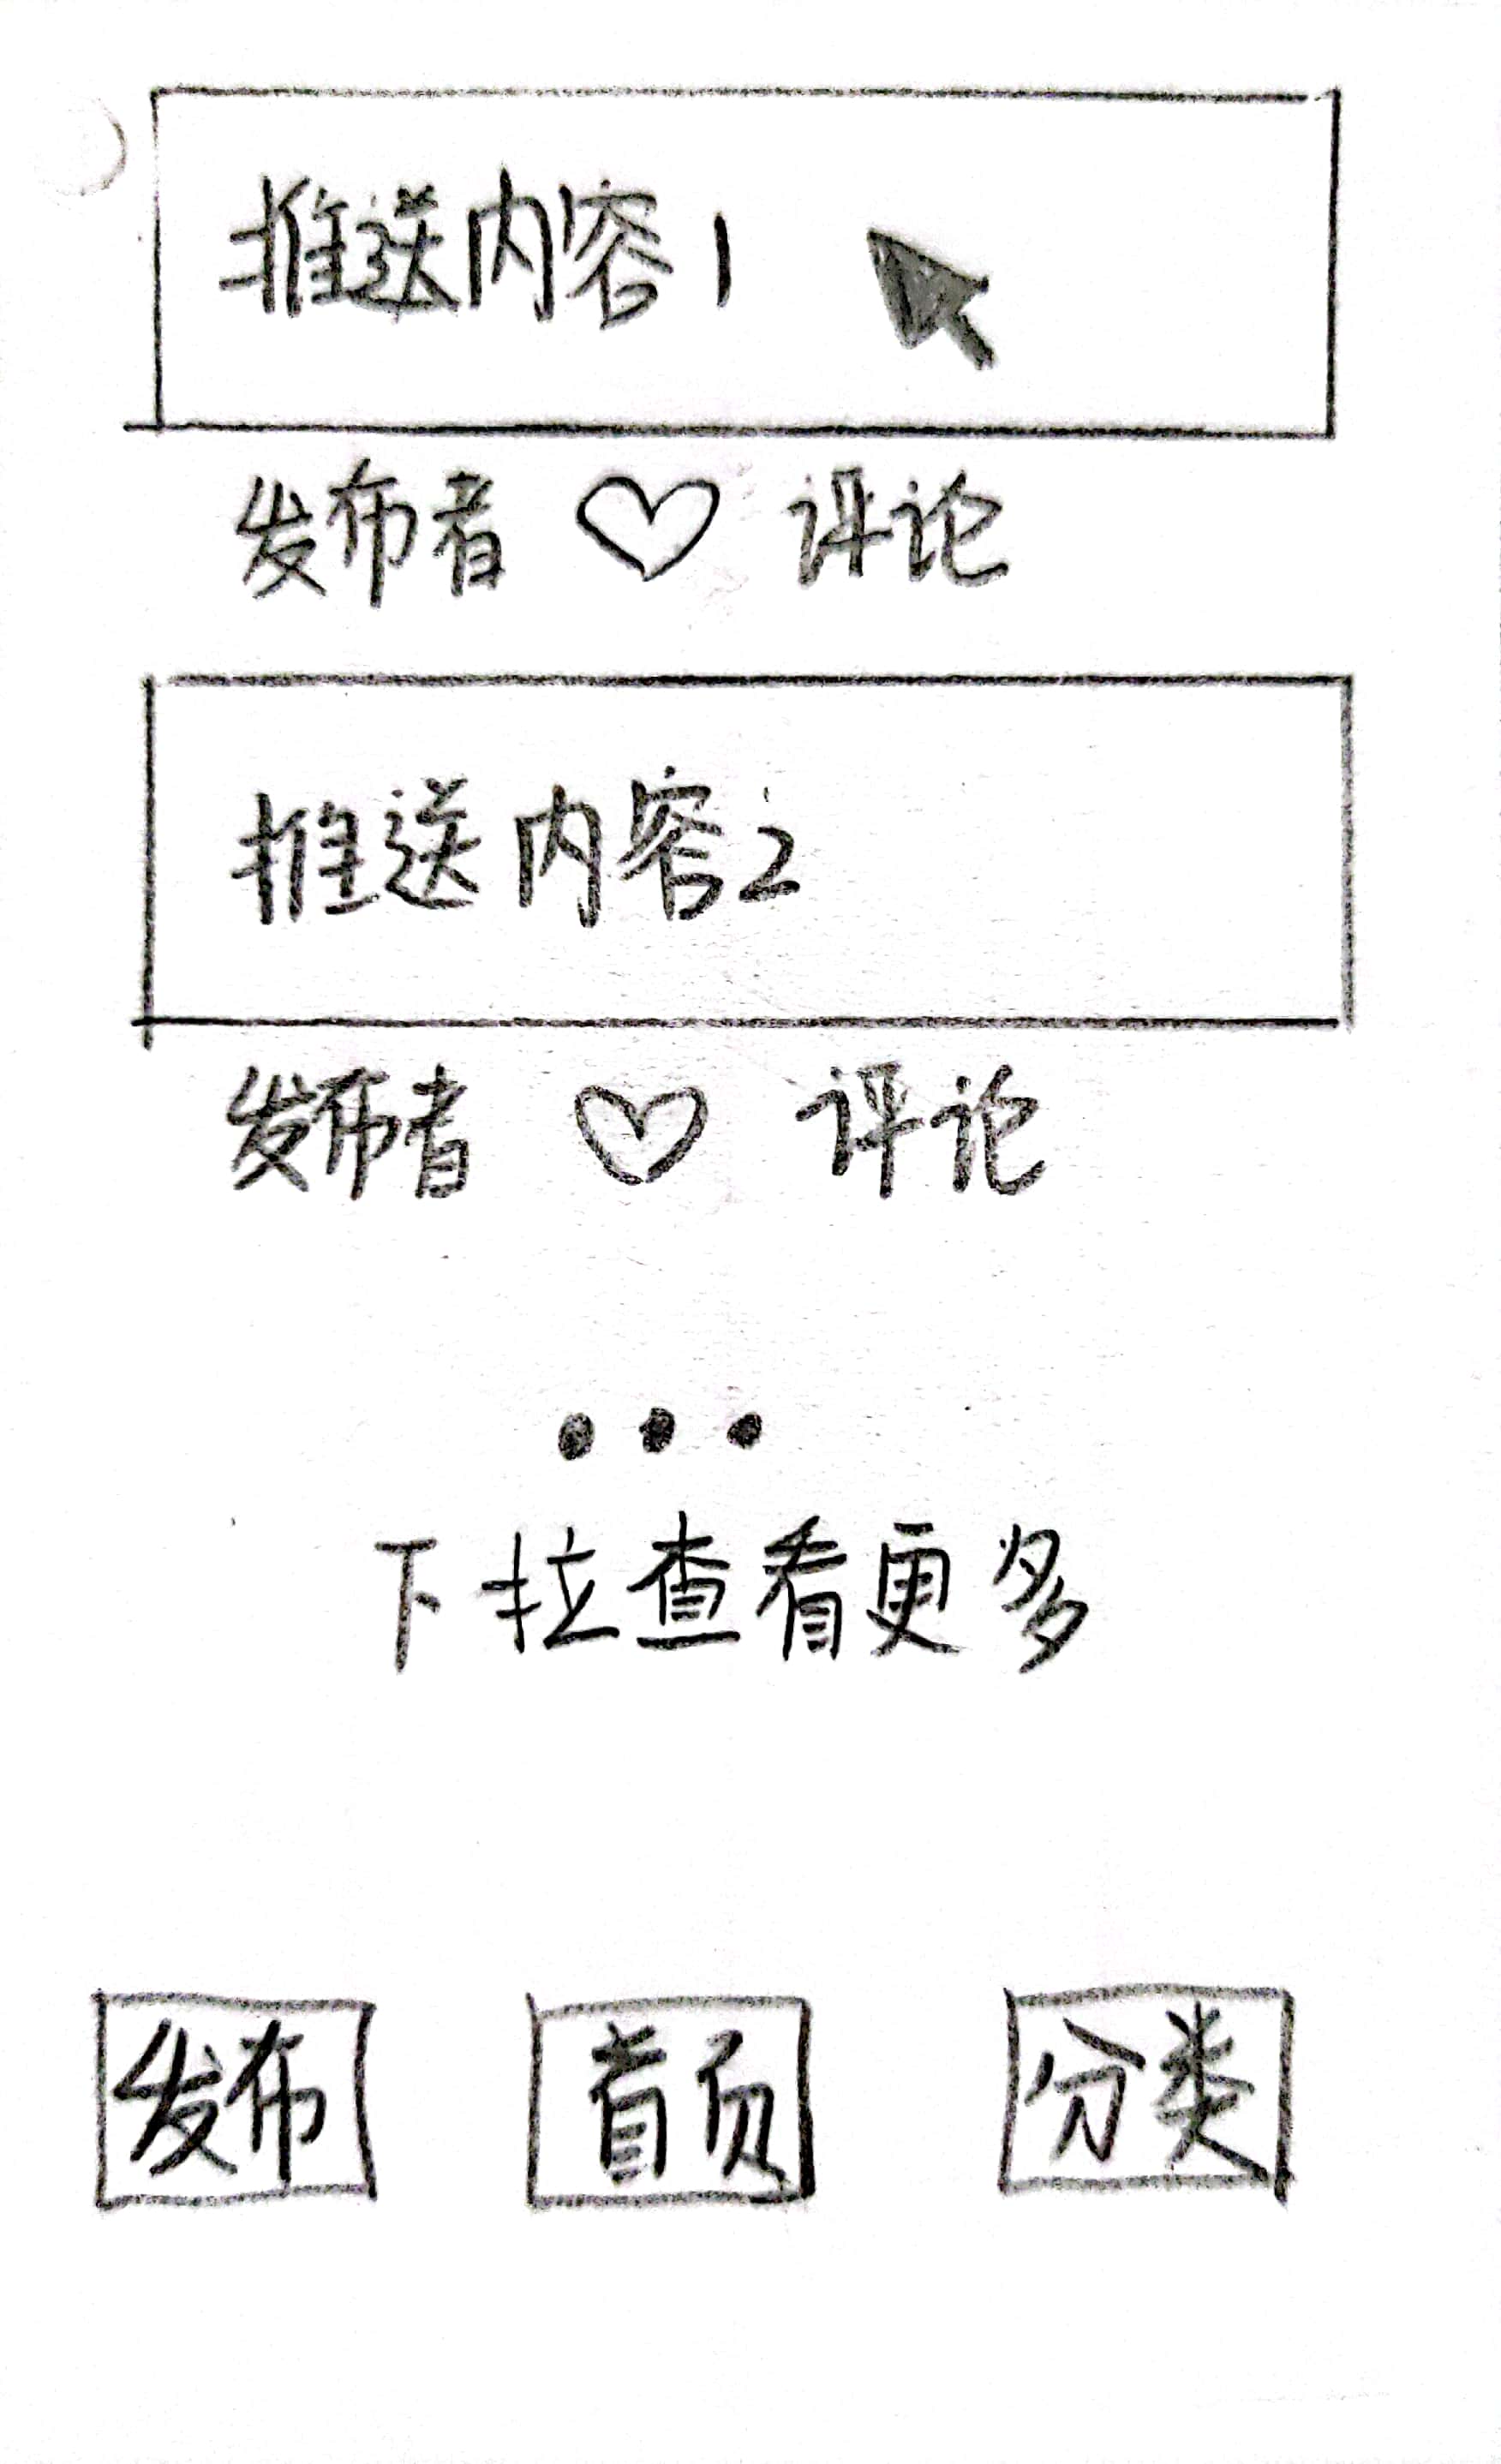 推送内容1
发布者 ♡ 评论
推送内容2
发布者 ♡ 评论
•••
下拉查看更多
发布 首页 分类